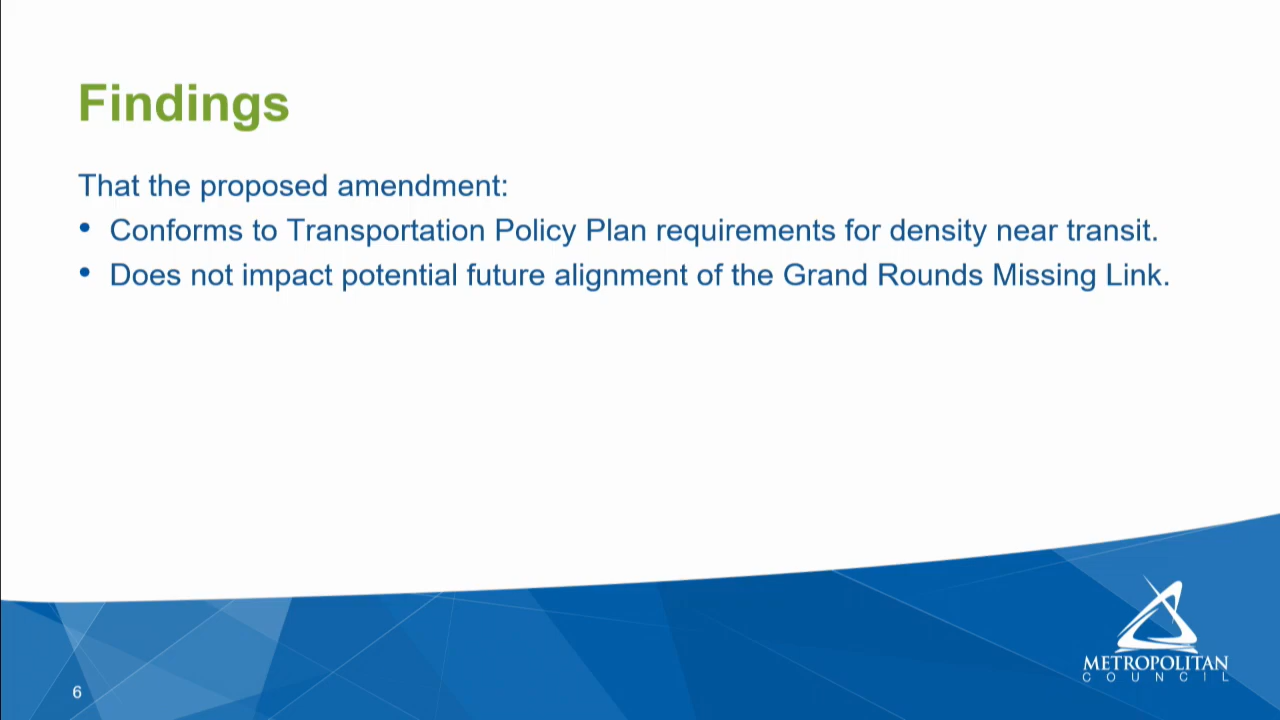 Findings
That the proposed amendment:
• Conforms to Transportation Policy Plan requirements for density near transit.
• Does not impact potential future alignment of the Grand Rounds Missing Link.
METROPOLITAN
COUNCIL
6